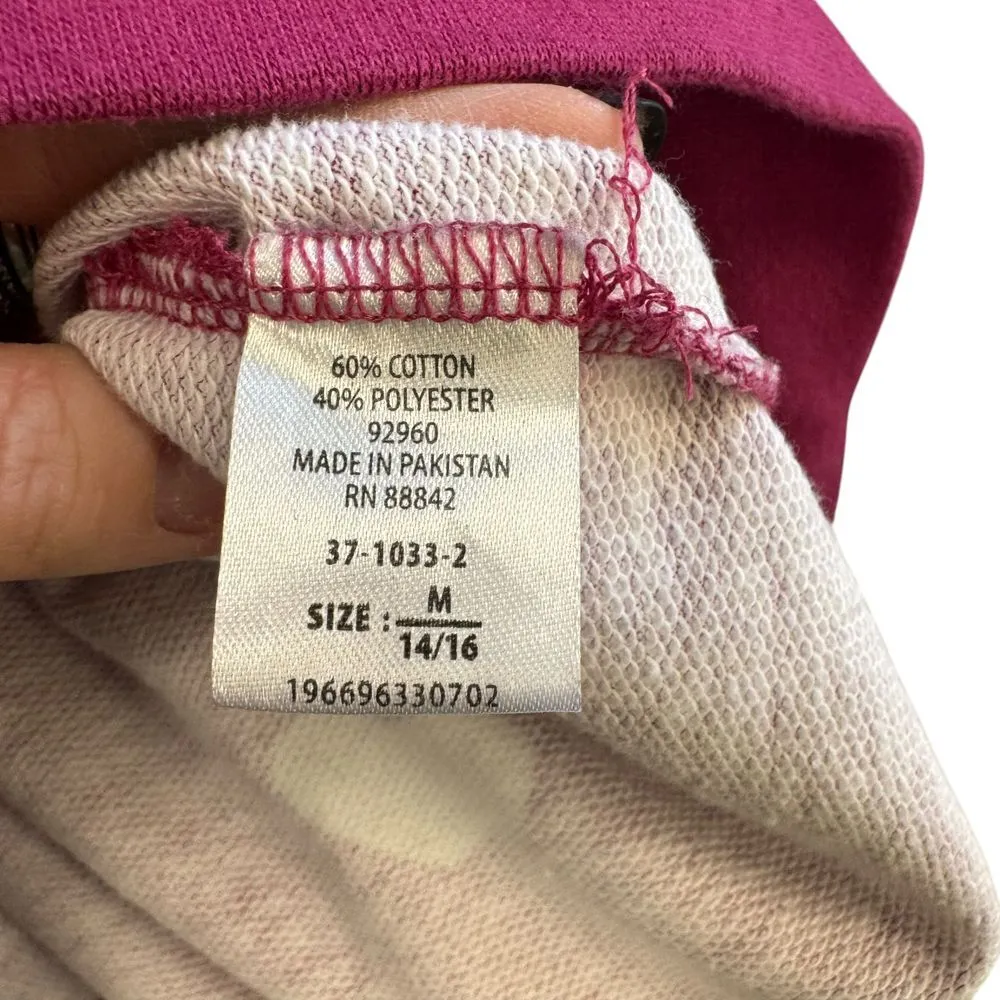 60% COTTON
40% POLYESTER
92960
MADE IN PAKISTAN
RN 88842
37-1033-2
SIZE : M
14/16
196696330702